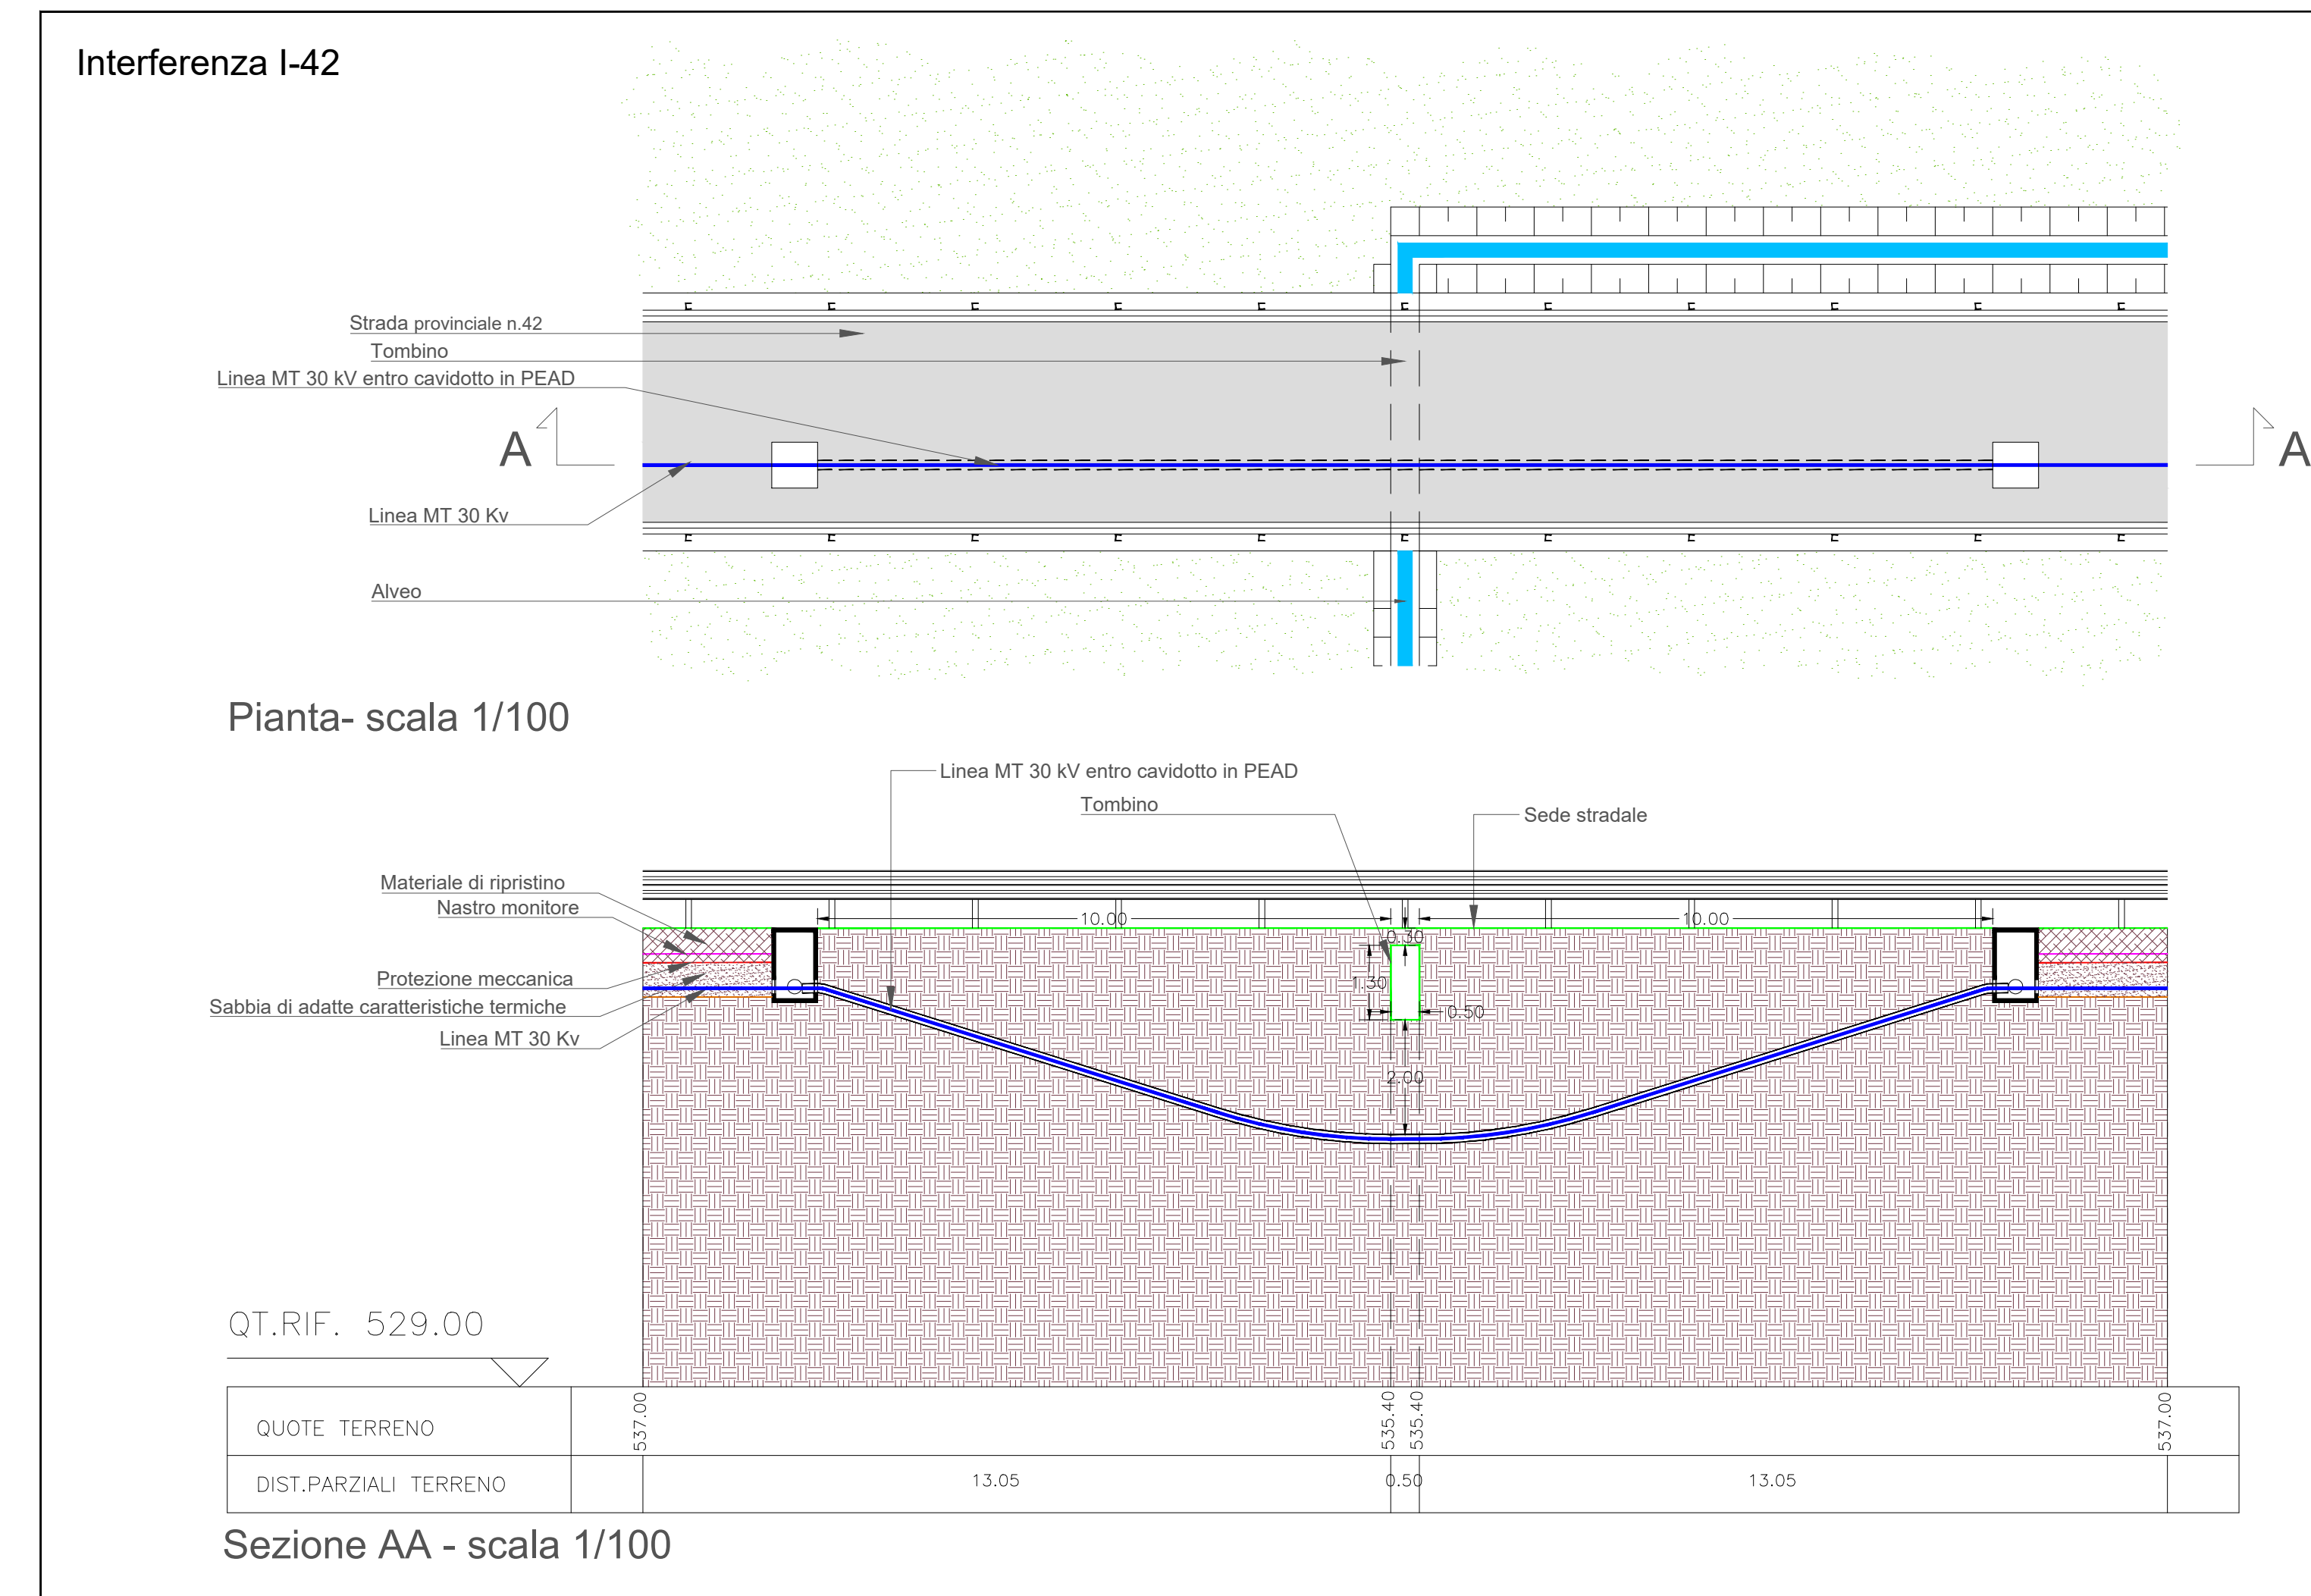 Interferenza I-42
Strada provinciale n.42
Tombino
Linea MT 30 kV entro cavidotto in PEAD
A
A
Linea MT 30 Kv
Alveo
Pianta- scala 1/100
Linea MT 30 kV entro cavidotto in PEAD
Tombino
Sede stradale
Materiale di ripristino
Nastro monitore
10.00
10.00
0.30
Protezione meccanica
1.30
Sabbia di adatte caratteristiche termiche
0.50
Linea MT 30 Kv
2.00
QT.RIF. 529.00
QUOTE TERRENO
537.00
535.40
535.40
537.00
DIST.PARZIALI TERRENO
13.05
0.50
13.05
Sezione AA - scala 1/100